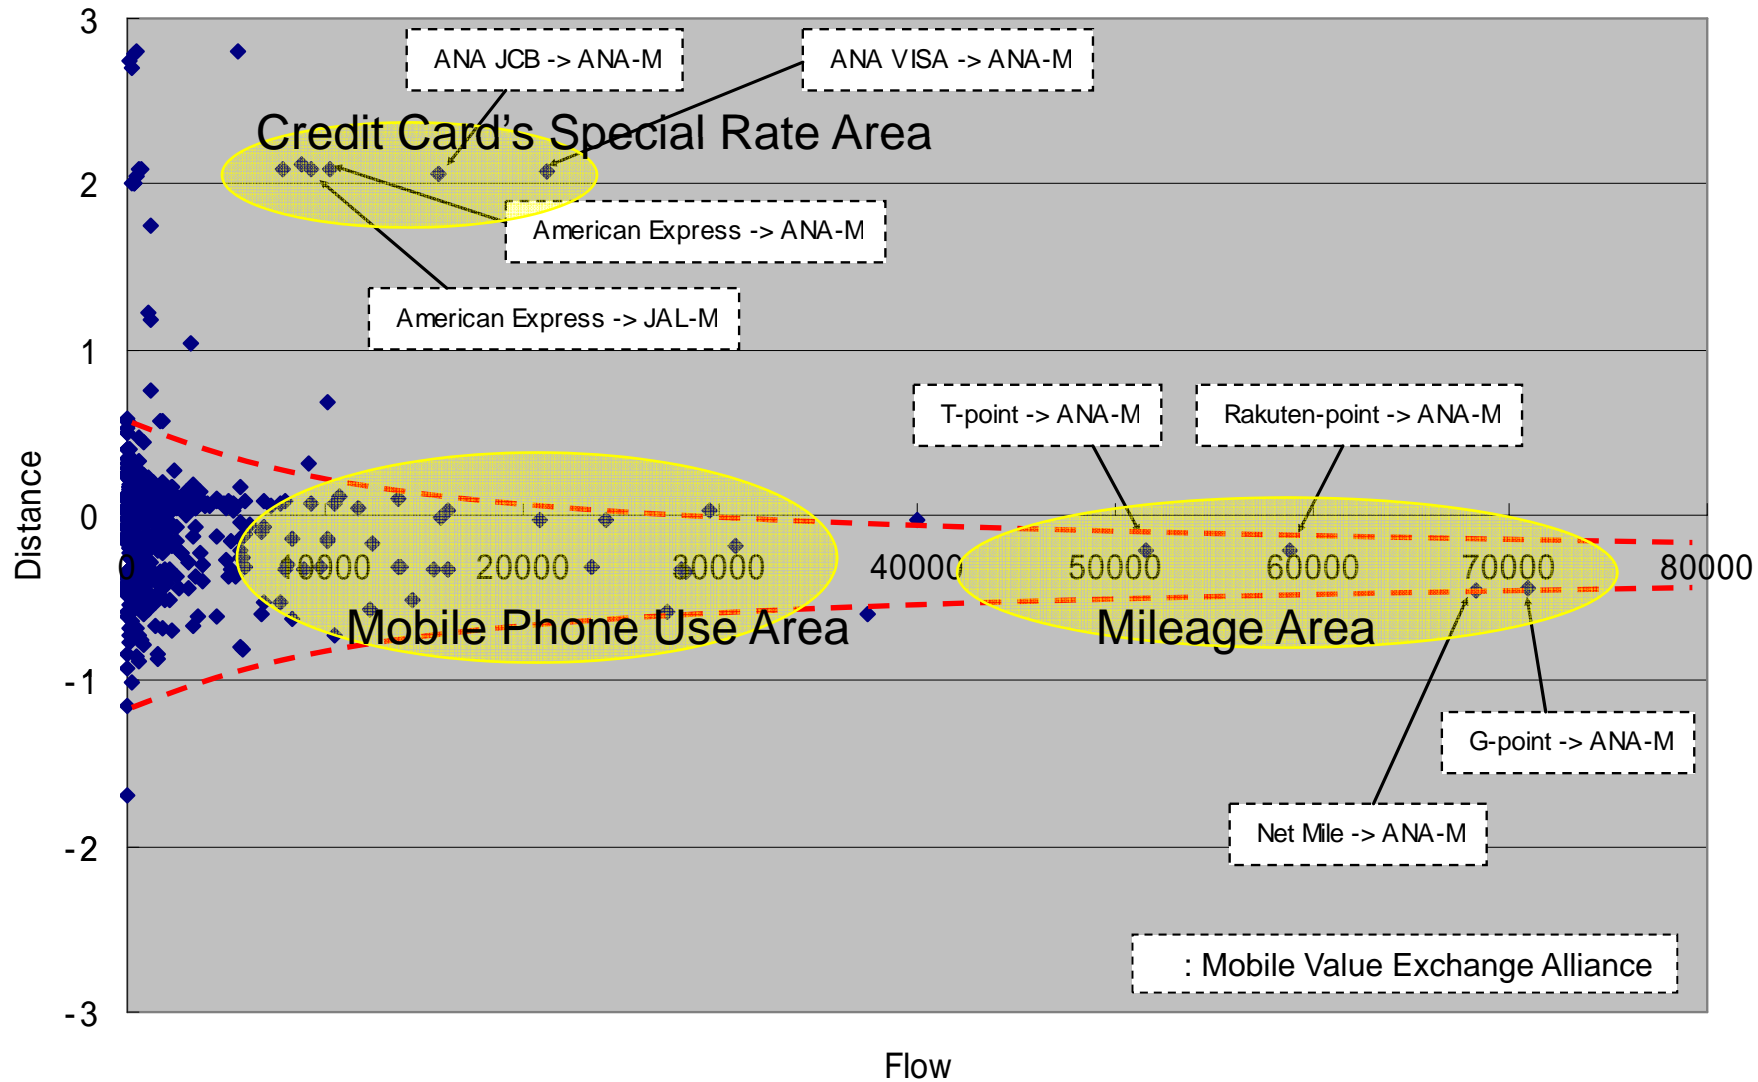 3
ANA JCB -> ANA-M
ANA VISA -> ANA-M
Credit Card's Special Rate Area
2
American Express -> ANA-M
American Express -> JAL-M
1
T-point -> ANA-M
Rakuten-point -> ANA-M
Distance
0
0 10000 20000 30000 40000 50000 60000 70000 80000
Mobile Phone Use Area
Mileage Area
-1
G-point -> ANA-M
Net Mile -> ANA-M
-2
: Mobile Value Exchange Alliance
-3
Flow